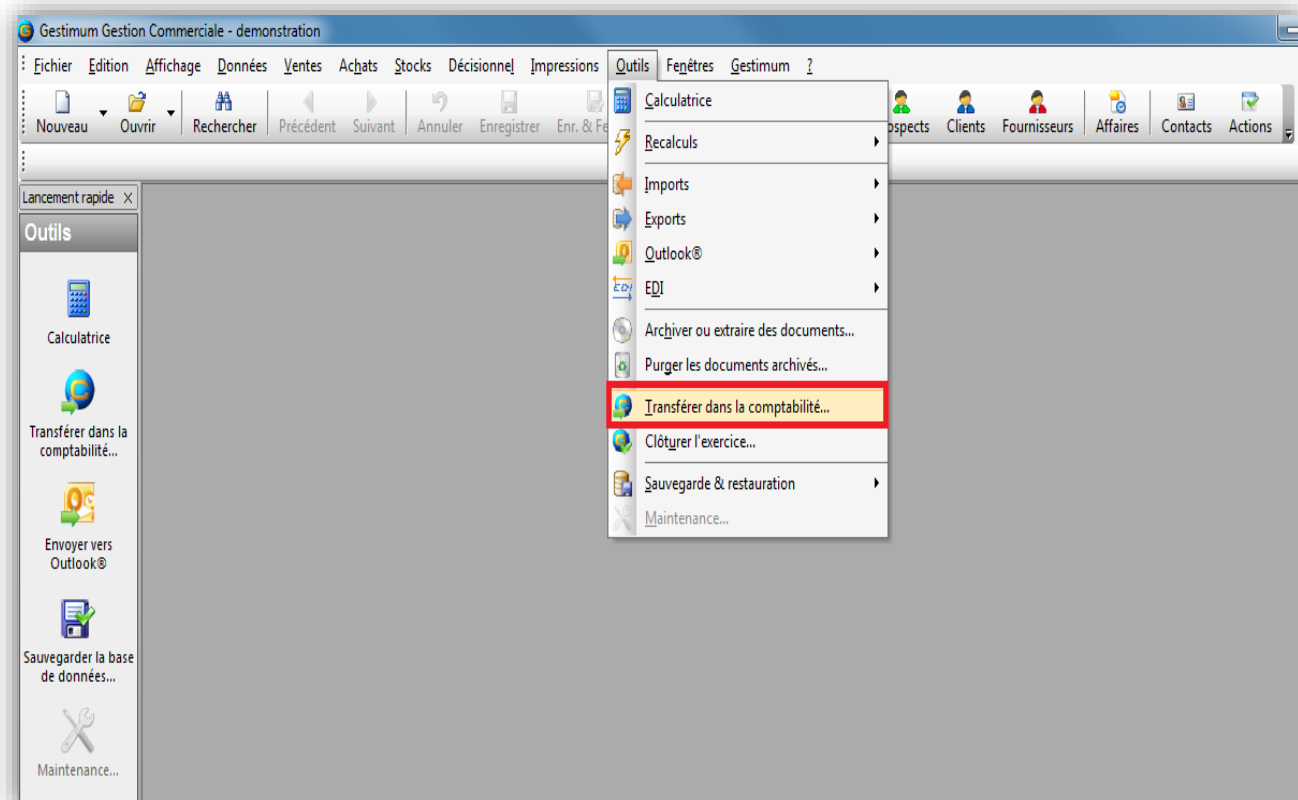 Gestimum Gestion Commerciale - demonstration
Fichier Edition Affichage Données Ventes Achats Stocks Décisionnel Impressions Outils Fenêtres Gestimum ?
Nouveau Ouvrir Rechercher Précédent Suivant Annuler Enregistrer Enr. & Fe ospects Clients Fournisseurs Affaires Contacts Actions
Lancement rapide
Outils
Calculatrice
Transférer dans la
comptabilité...
Envoyer vers
Outlook®
Sauvegarder la base
de données...
Maintenance...
Calculatrice
Recalculs
Imports
Exports
Outlook®
EDI EDI
Archiver ou extraire des documents...
Purger les documents archivés...
Transférer dans la comptabilité...
Clôturer l'exercice...
Sauvegarde & restauration
Maintenance...